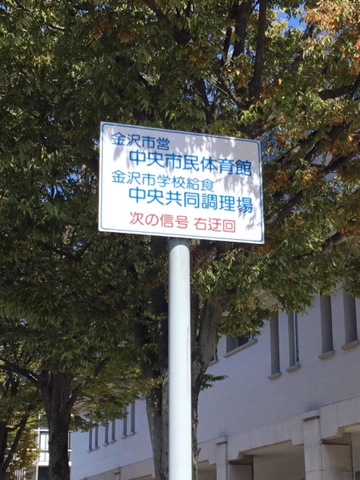 金沢市営
中央市民体育館
金沢市学校給食
中央共同調理場
次の信号 右迂回